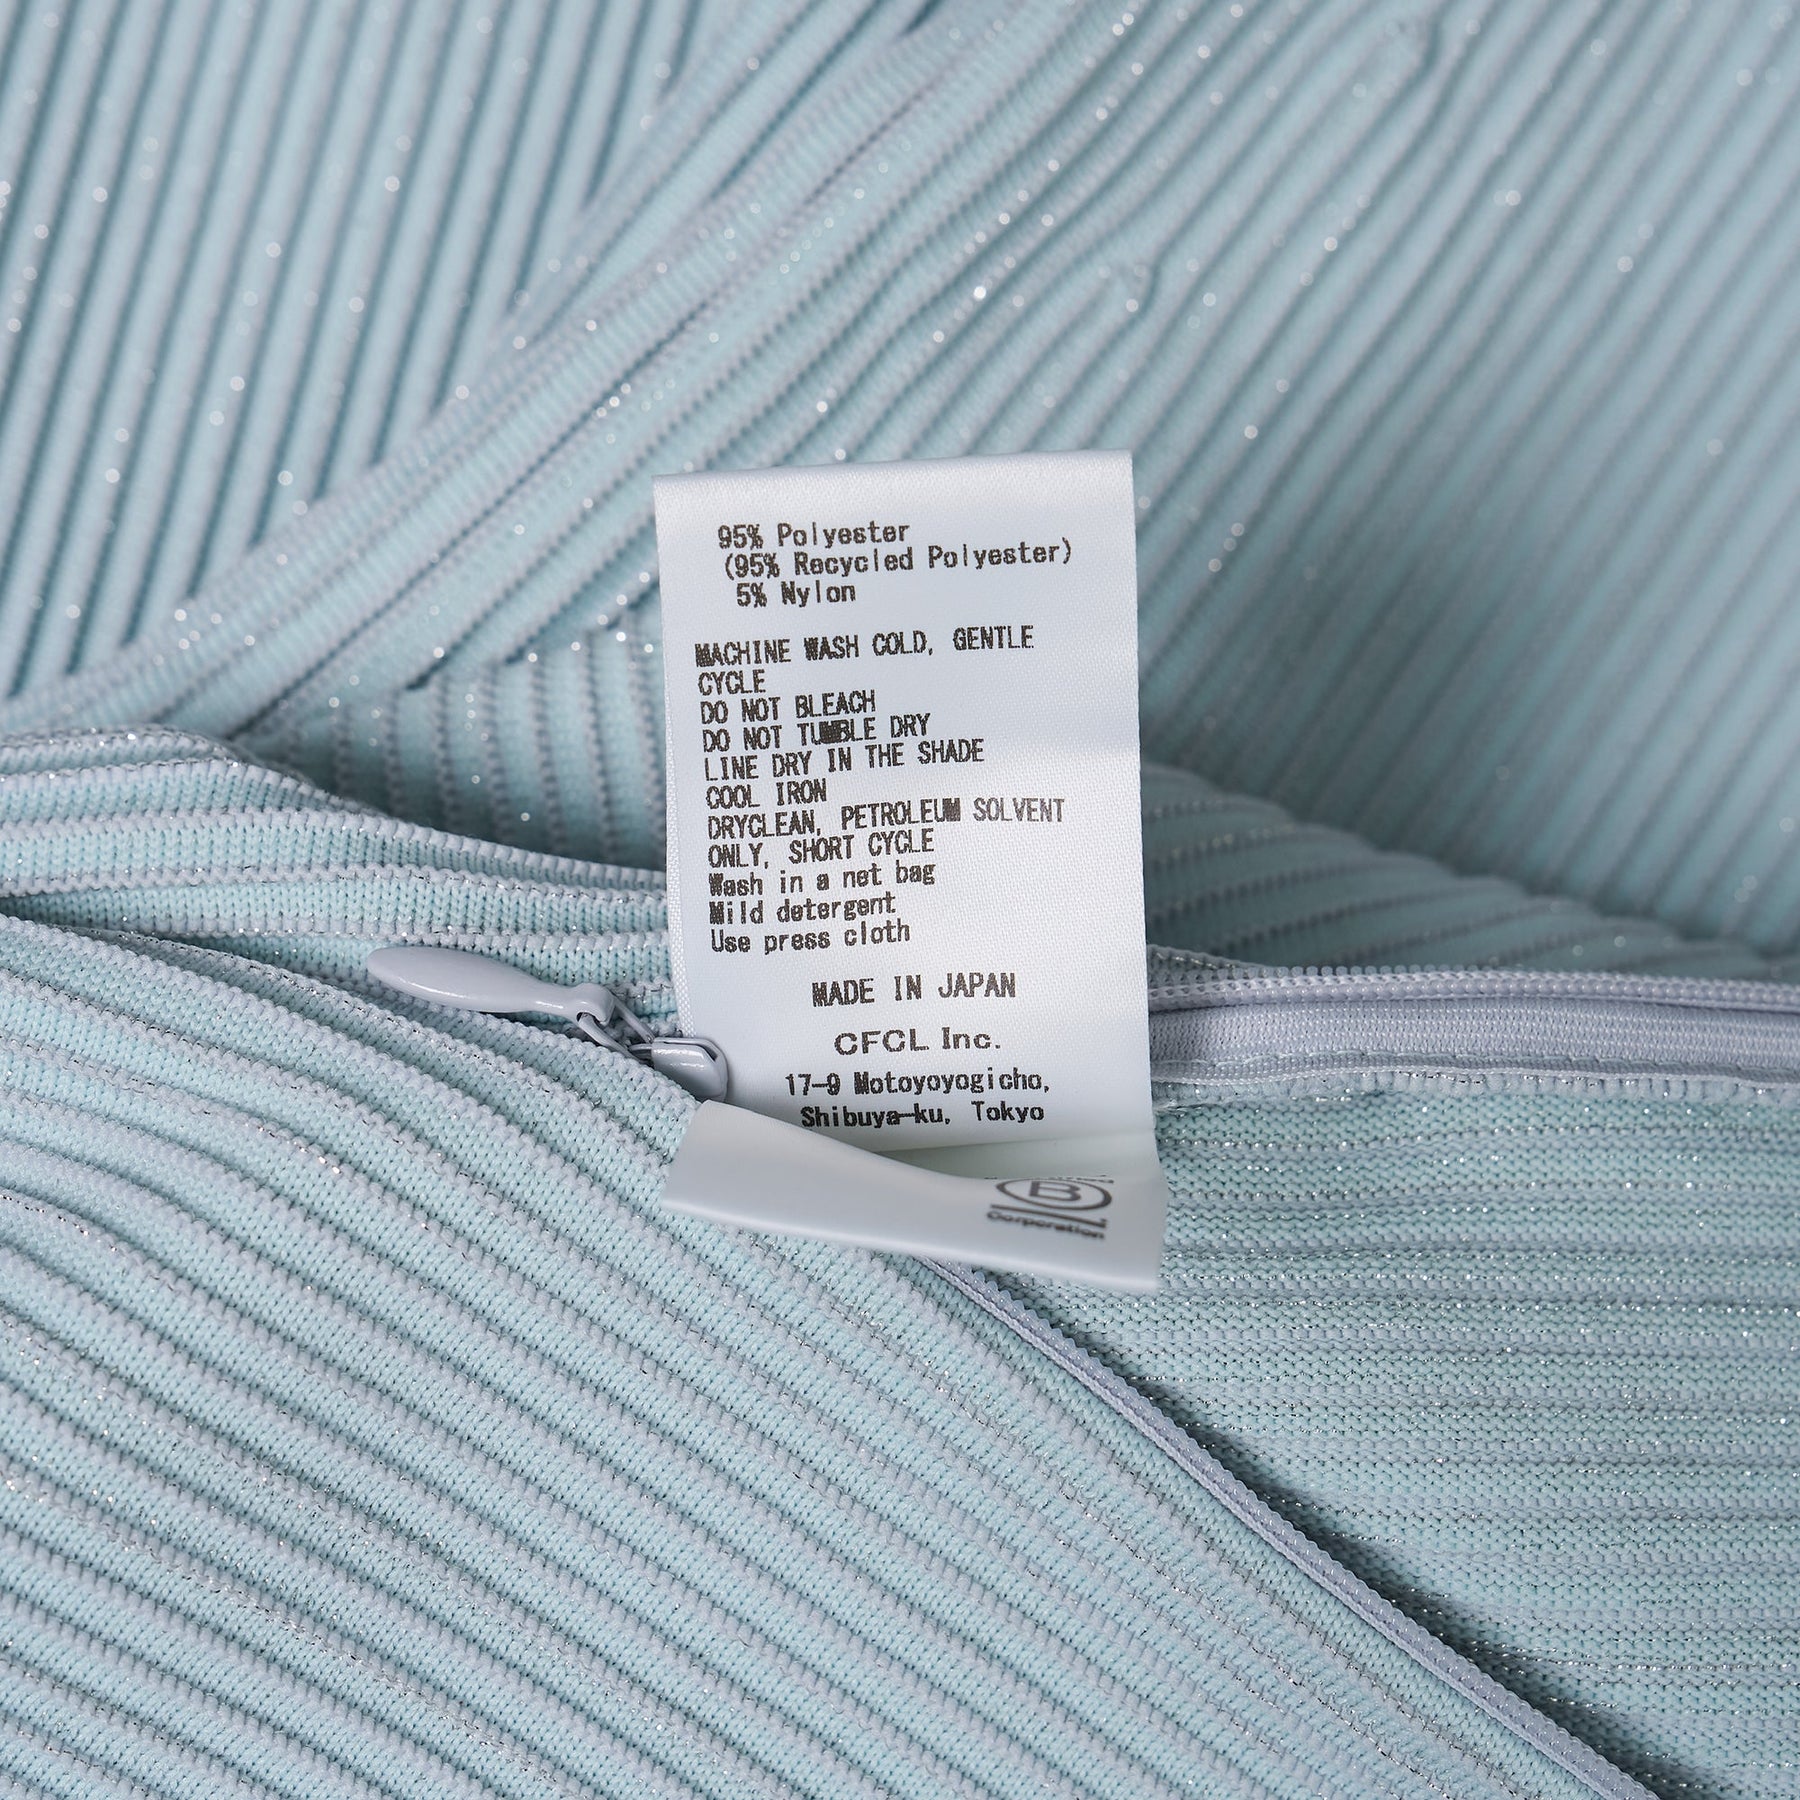 95% Polyester
(95% Recycled Polyester)
5% Nylon
MACHINE WASH COLD, GENTLE
CYCLE
DO NOT BLEACH
DO NOT TUMBLE DRY
LINE DRY IN THE SHADE
COOL IRON
DRYCLEAN, PETROLEUM SOLVENT
ONLY, SHORT CYCLE
Wash in a net bag
Mild detergent
Use press cloth
MADE IN JAPAN
CFCL Inc.
17-9 Motoyoyogicho,
Shibuya-ku, Tokyo
B
Corporation